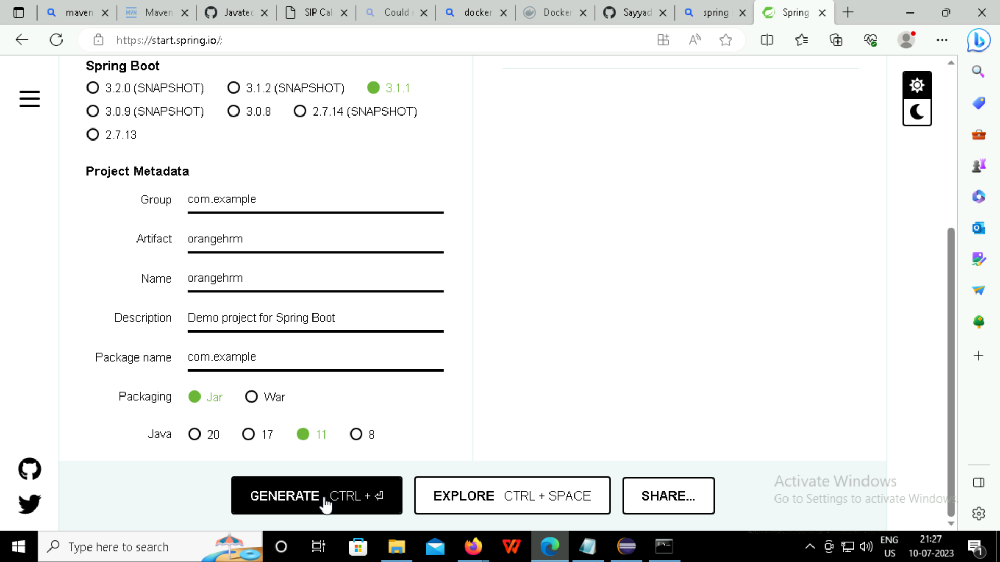 maven
Maven
Javatec
SIP Cal
Could
docker
Docker
Sayyad
spring
Spring
https://start.spring.io/;
Spring Boot
3.2.0 (SNAPSHOT) 3.1.2 (SNAPSHOT) 3.1.1
3.0.9 (SNAPSHOT) 3.0.8 2.7.14 (SNAPSHOT)
2.7.13
Project Metadata
Group com.example
Artifact orangehrm
Name orangehrm
Description Demo project for Spring Boot
Package name com.example
Packaging Jar War
Java 20 17 11 8
GENERATE CTRL + ⏎
EXPLORE CTRL + SPACE
SHARE...
Activate Windows
Go to Settings to activate Windows.
Type here to search
ENG
US
21:27
10-07-2023
1